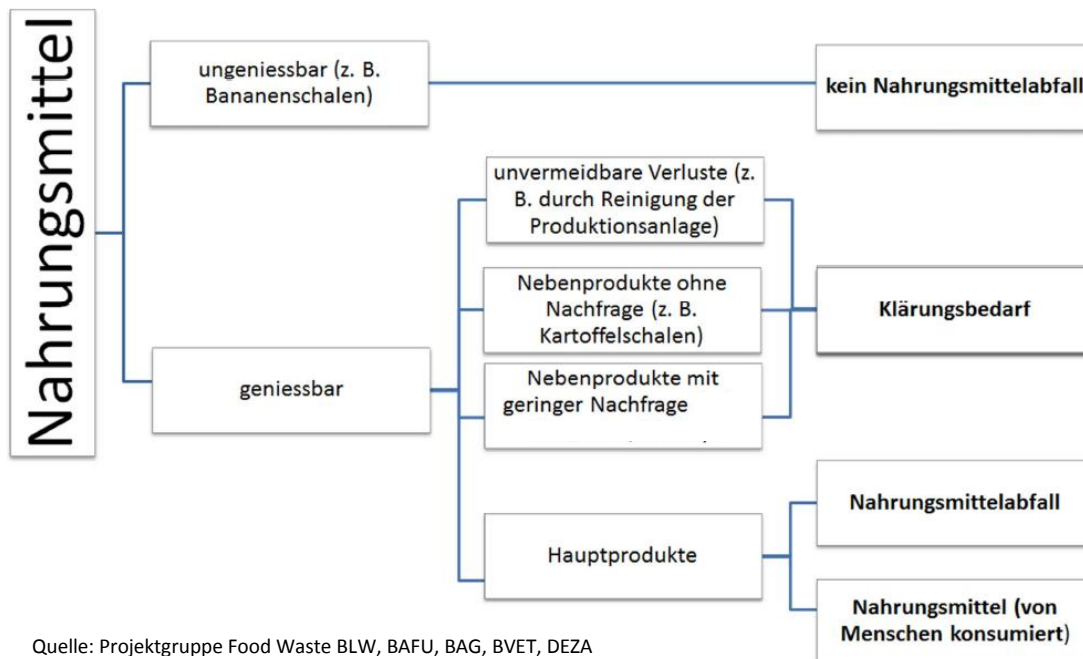 Nahrungsmittel
ungeniessbar (z. B.
Bananenschalen)
kein Nahrungsmittelabfall
unvermeidbare Verluste (z.
B. durch Reinigung der
Produktionsanlage)
Nebenprodukte ohne
Nachfrage (z. B.
Kartoffelschalen)
Klärungsbedarf
geniessbar
Nebenprodukte mit
geringer Nachfrage
Nahrungsmittelabfall
Hauptprodukte
Nahrungsmittel (von
Menschen konsumiert)
Quelle: Projektgruppe Food Waste BLW, BAFU, BAG, BVET, DEZA